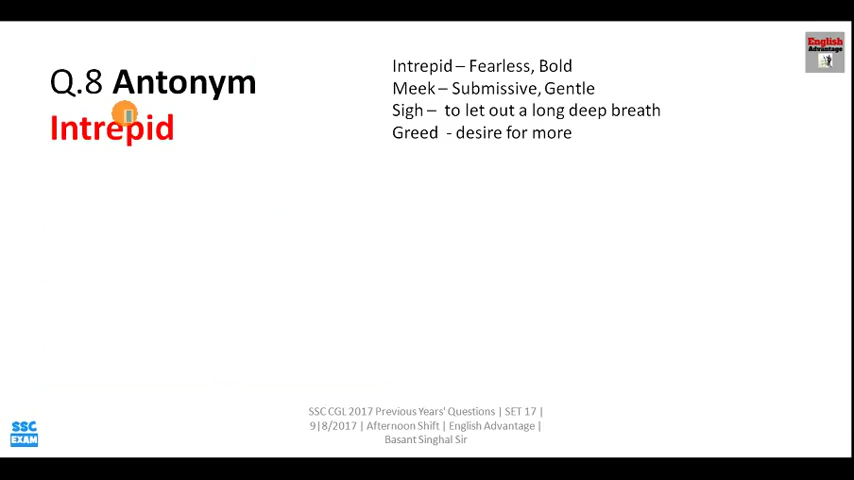 Q.8 Antonym
Intrepid
Intrepid – Fearless, Bold
Meek – Submissive, Gentle
Sigh – to let out a long deep breath
Greed - desire for more
English
Advantage
SSC
EXAM
SSC CGL 2017 Previous Years' Questions | SET 17 |
9|8/2017 | Afternoon Shift | English Advantage |
Basant Singhal Sir